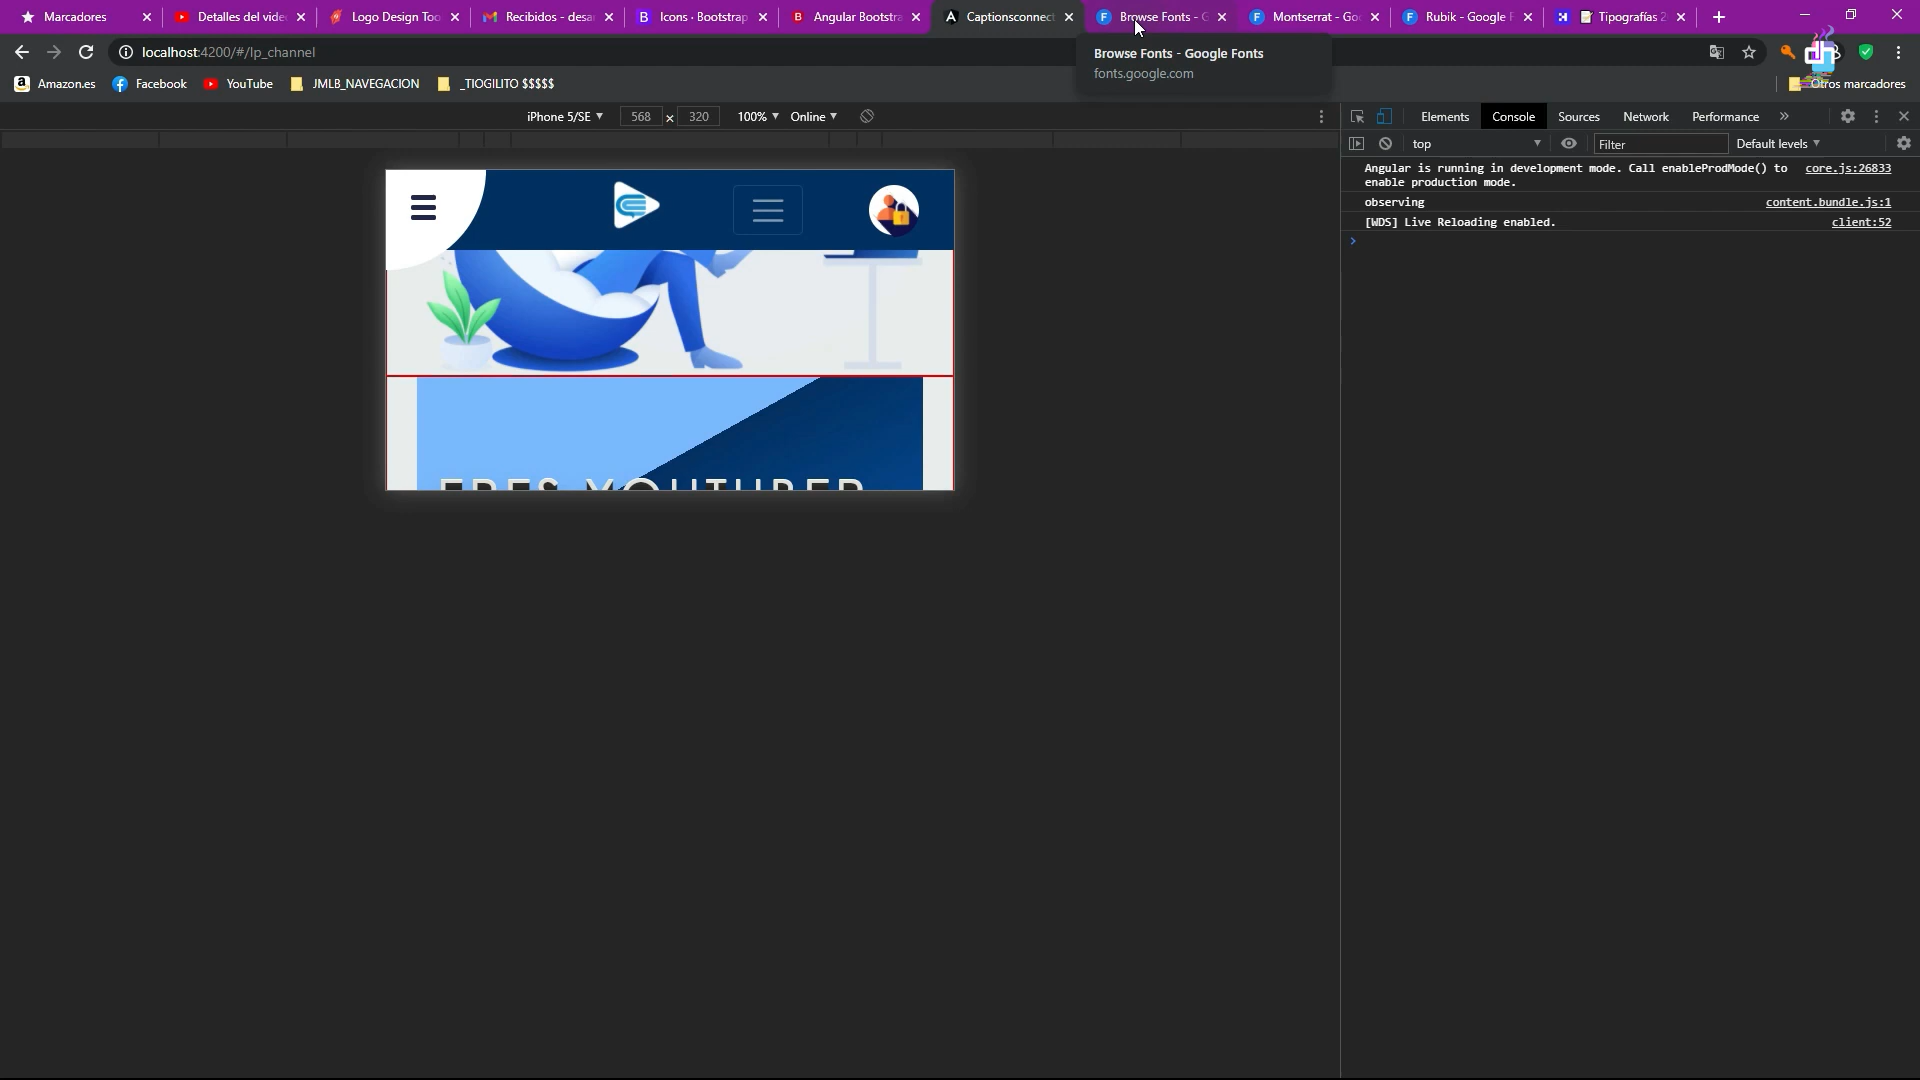 Marcadores
Detalles del vide
Logo Design Too
Recibidos - desa
Icons · Bootstrap
Angular Bootstra
Captionsconnect
Browse Fonts - G
Montserrat - Goo
Rubik - Google F
Tipografías 2
localhost:4200/#/lp_channel
Browse Fonts - Google Fonts
fonts.google.com
Amazon.es
Facebook
YouTube
JMLB_NAVEGACION
_TIOGILITO $$$$$
Otros marcadores
iPhone 5/SE
568 x 320
100%
Online
Elements
Console
Sources
Network
Performance
top
Filter
Default levels
Angular is running in development mode. Call enableProdMode() to core.js:26833
enable production mode.
observing content.bundle.js:1
[WDS] Live Reloading enabled. client:52
ERES YOUTUBER